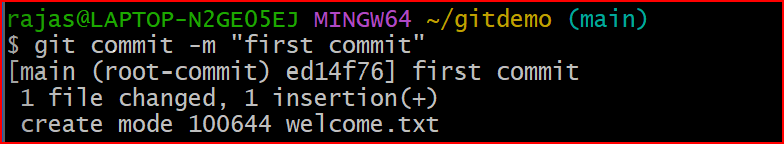 rajas@LAPTOP-N2GE05EJ MINGW64 ~/gitdemo (main)
$ git commit -m "first commit"
[main (root-commit) ed14f76] first commit
 1 file changed, 1 insertion(+)
 create mode 100644 welcome.txt